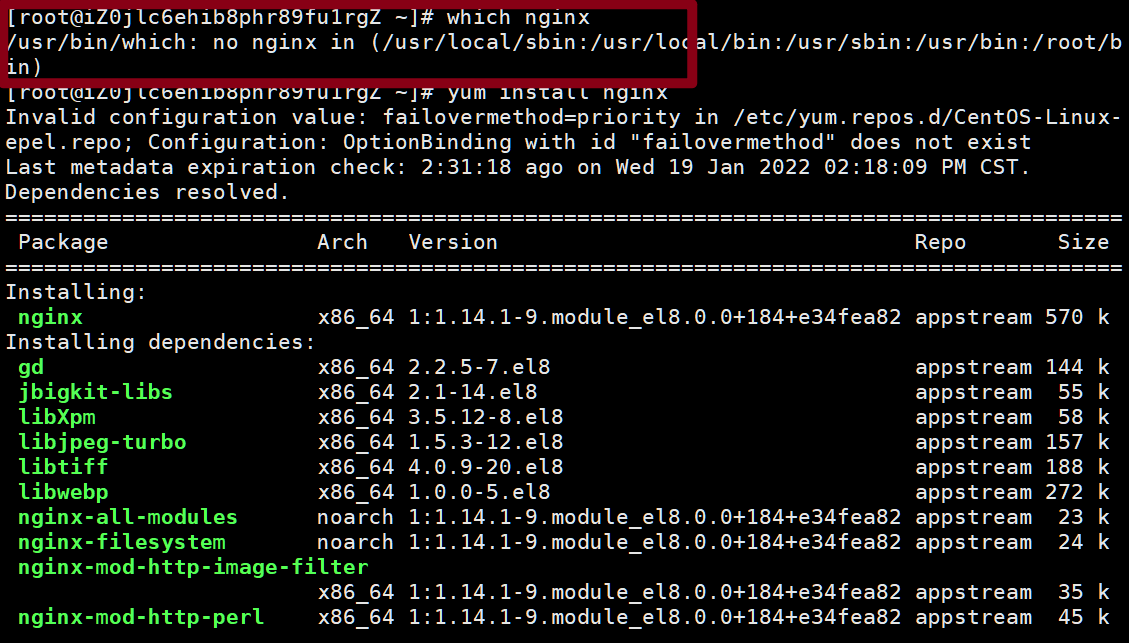 [root@iZ0jlc6ehib8phr89fu1rgZ ~]# which nginx
/usr/bin/which: no nginx in (/usr/local/sbin:/usr/local/bin:/usr/sbin:/usr/bin:/root/b
in)
[root@iZ0jlc6ehib8phr89fu1rgZ ~]# yum install nginx
Invalid configuration value: failovermethod=priority in /etc/yum.repos.d/CentOS-Linux-
epel.repo; Configuration: OptionBinding with id "failovermethod" does not exist
Last metadata expiration check: 2:31:18 ago on Wed 19 Jan 2022 02:18:09 PM CST.
Dependencies resolved.
======================================================================================
 Package                Arch   Version                                Repo       Size
======================================================================================
Installing:
 nginx                  x86_64 1:1.14.1-9.module_el8.0.0+184+e34fea82 appstream 570 k
Installing dependencies:
 gd                     x86_64 2.2.5-7.el8                            appstream 144 k
 jbigkit-libs           x86_64 2.1-14.el8                             appstream  55 k
 libXpm                 x86_64 3.5.12-8.el8                           appstream  58 k
 libjpeg-turbo          x86_64 1.5.3-12.el8                           appstream 157 k
 libtiff                x86_64 4.0.9-20.el8                           appstream 188 k
 libwebp                x86_64 1.0.0-5.el8                            appstream 272 k
 nginx-all-modules      noarch 1:1.14.1-9.module_el8.0.0+184+e34fea82 appstream  23 k
 nginx-filesystem       noarch 1:1.14.1-9.module_el8.0.0+184+e34fea82 appstream  24 k
 nginx-mod-http-image-filter
                        x86_64 1:1.14.1-9.module_el8.0.0+184+e34fea82 appstream  35 k
 nginx-mod-http-perl    x86_64 1:1.14.1-9.module_el8.0.0+184+e34fea82 appstream  45 k